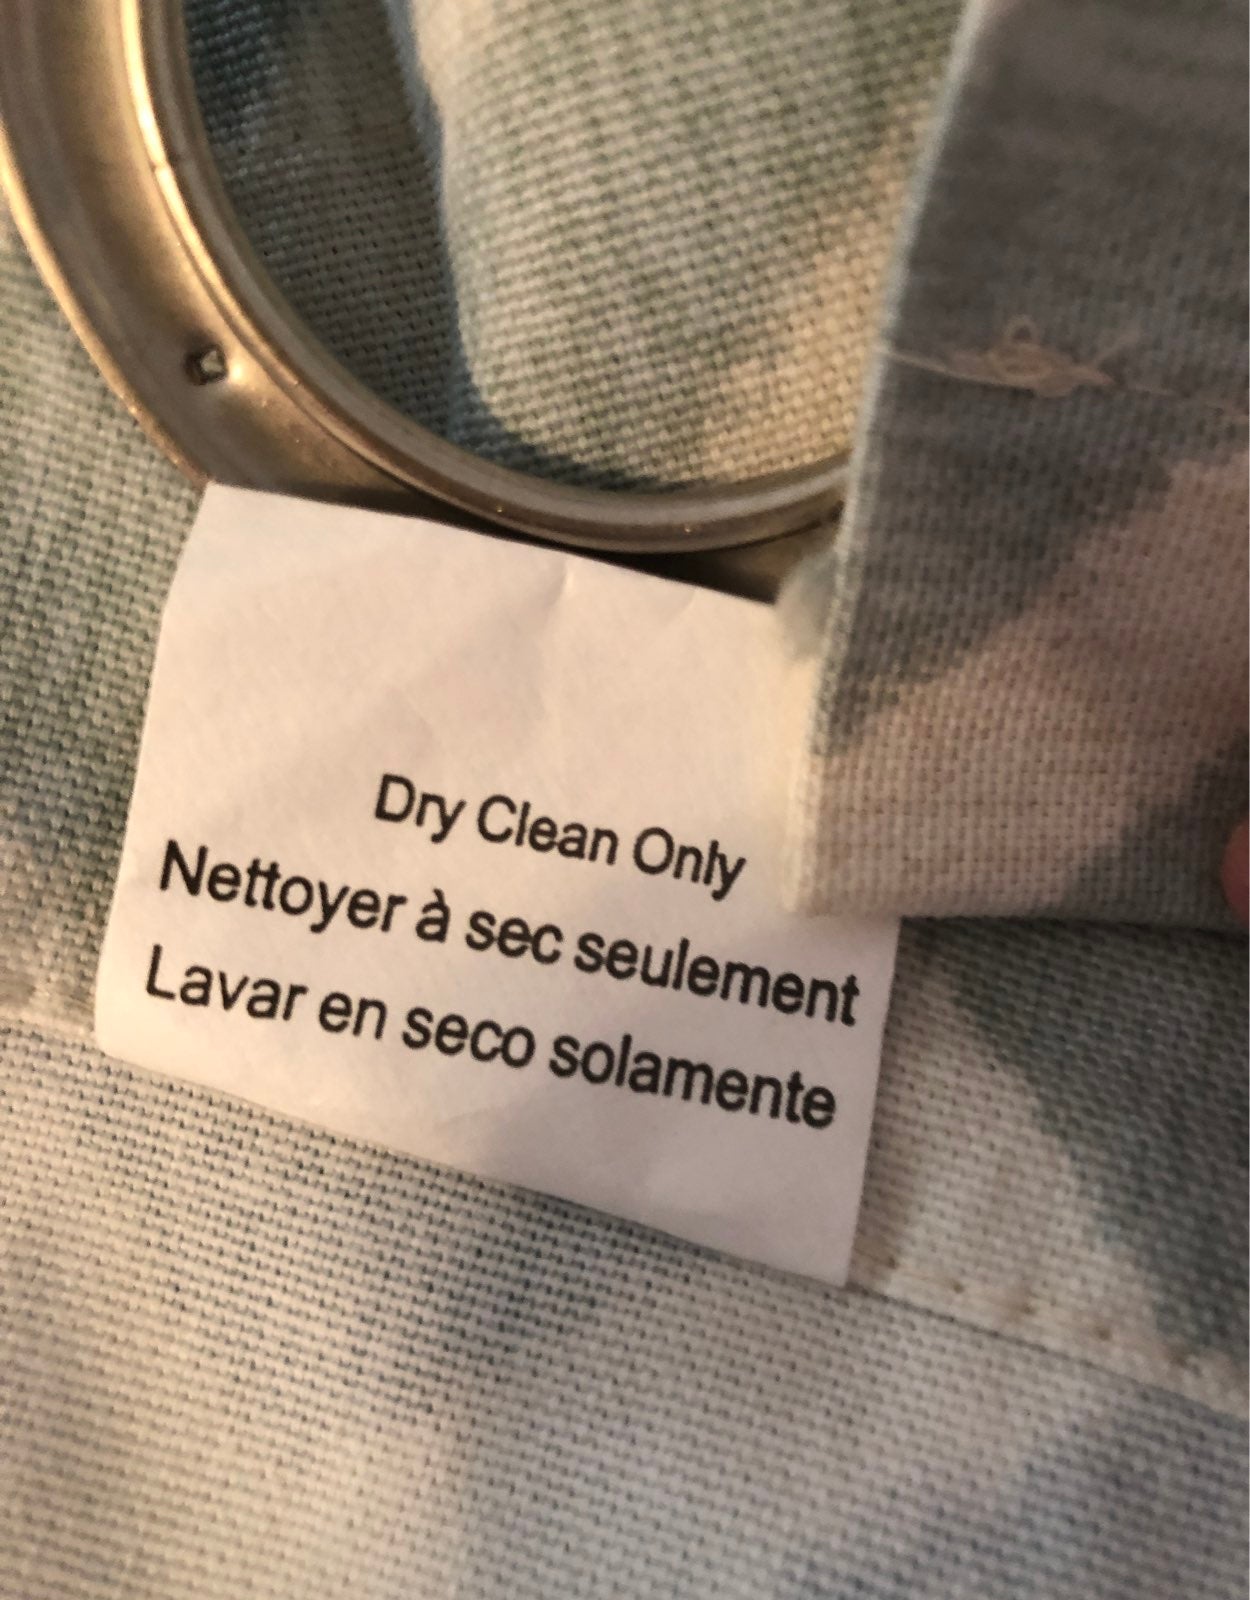 Dry Clean Only
Nettoyer à sec seulement
Lavar en seco solamente